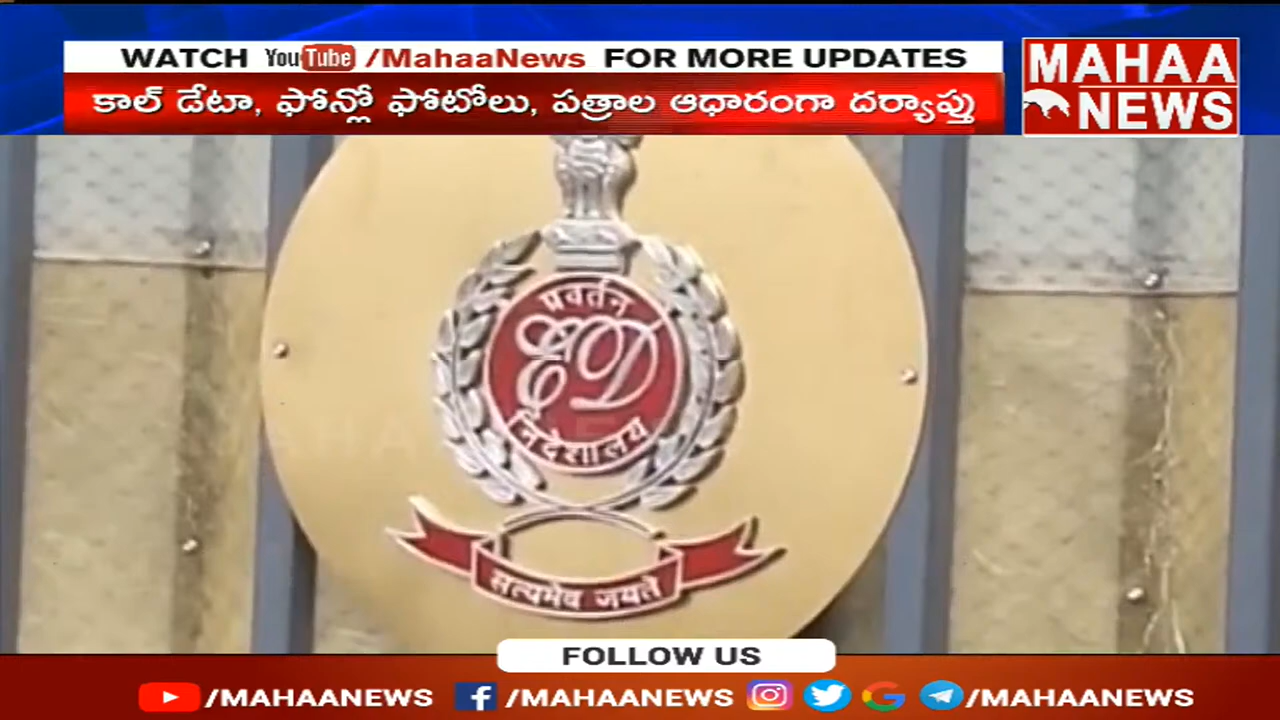 WATCH YouTube /MahaaNews FOR MORE UPDATES
MAHAA
NEWS
కాల్ డేటా, ఫోన్లో ఫోటోలు, పత్రాల ఆధారంగా దర్యాప్తు
प्रवर्तन
ED
निदेशालय
सत्यमेव जयते
FOLLOW US
/MAHAANEWS /MAHAANEWS /MAHAANEWS